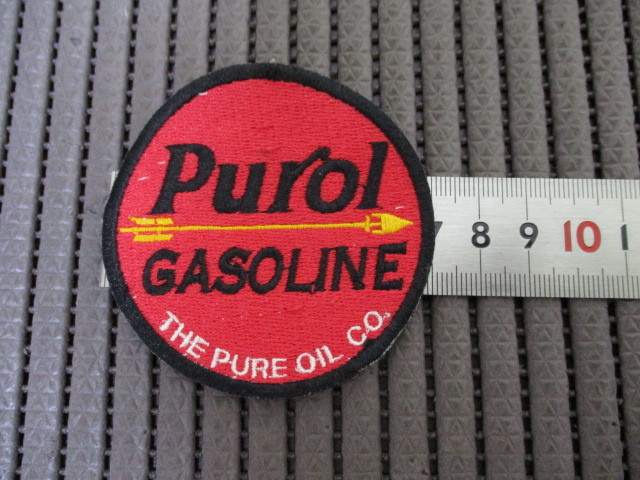 Purol
GASOLINE
THE PURE OIL CO.
7 8 9 10 1